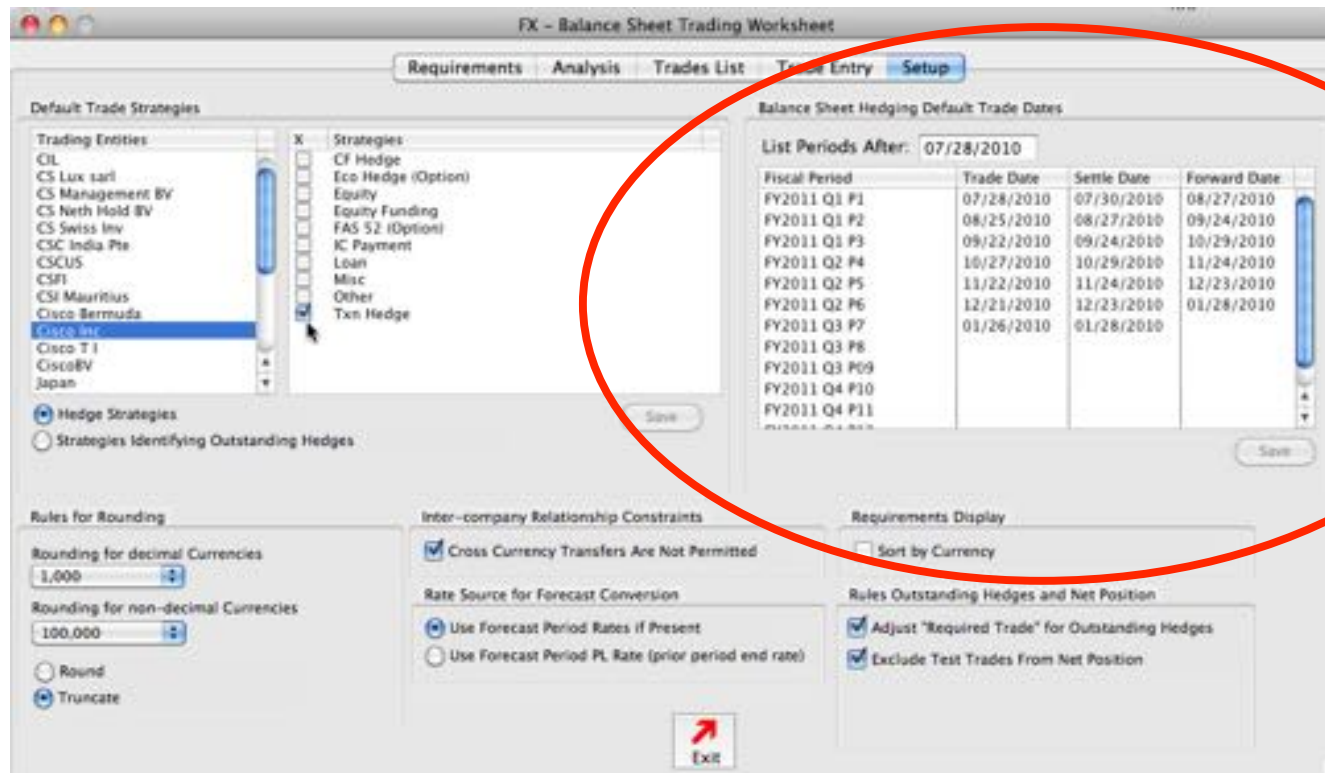 FX – Balance Sheet Trading Worksheet
Requirements Analysis Trades List Trade Entry Setup
Default Trade Strategies
Trading Entities
CIL
CS Lux sarl
CS Management BV
CS Neth Hold BV
CS Swiss Inv
CSC India Pte
CSCUS
CSFI
CSI Mauritius
Cisco Bermuda
Cisco Inc
Cisco T I
CiscoBV
Japan
X Strategies
CF Hedge
Eco Hedge (Option)
Equity
Equity Funding
FAS 52 (Option)
IC Payment
Loan
Misc
Other
Txn Hedge
Hedge Strategies
Strategies Identifying Outstanding Hedges
Save
Balance Sheet Hedging Default Trade Dates
List Periods After: 07/28/2010
Fiscal Period Trade Date Settle Date Forward Date
FY2011 Q1 P1 07/28/2010 07/30/2010 08/27/2010
FY2011 Q1 P2 08/25/2010 08/27/2010 09/24/2010
FY2011 Q1 P3 09/22/2010 09/24/2010 10/29/2010
FY2011 Q2 P4 10/27/2010 10/29/2010 11/24/2010
FY2011 Q2 P5 11/22/2010 11/24/2010 12/23/2010
FY2011 Q2 P6 12/21/2010 12/23/2010 01/28/2010
FY2011 Q3 P7 01/26/2010 01/28/2010
FY2011 Q3 P8
FY2011 Q3 P09
FY2011 Q4 P10
FY2011 Q4 P11
Save
Rules for Rounding
Rounding for decimal Currencies
1,000
Rounding for non-decimal Currencies
100,000
Round
Truncate
Inter-company Relationship Constraints
Cross Currency Transfers Are Not Permitted
Rate Source for Forecast Conversion
Use Forecast Period Rates if Present
Use Forecast Period PL Rate (prior period end rate)
Requirements Display
Sort by Currency
Rules Outstanding Hedges and Net Position
Adjust "Required Trade" for Outstanding Hedges
Exclude Test Trades From Net Position
Exit